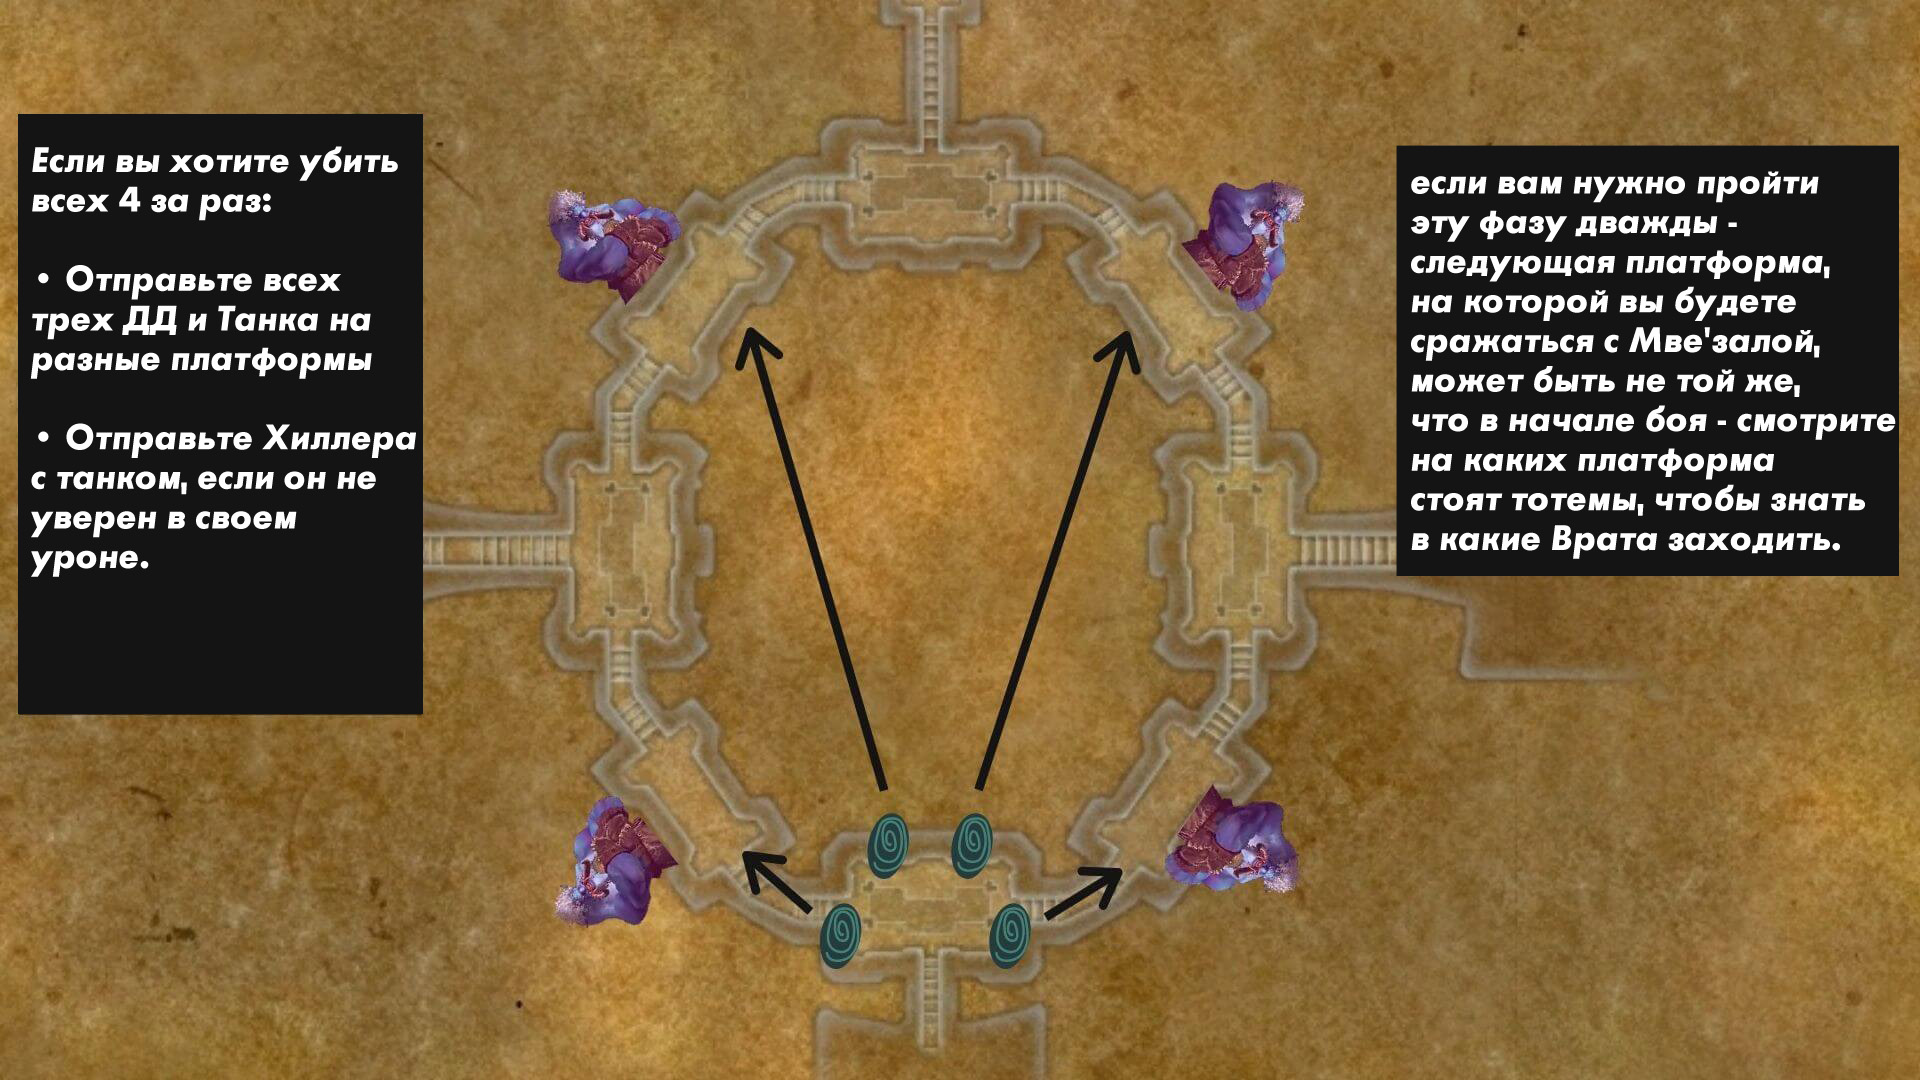 Если вы хотите убить
всех 4 за раз:
• Отправьте всех
трех ДД и Танка на
разные платформы
• Отправьте Хиллера
с танком, если он не
уверен в своем
уроне.
если вам нужно пройти
эту фазу дважды -
следующая платформа,
на которой вы будете
сражаться с Мве'залой,
может быть не той же,
что в начале боя - смотрите
на каких платформа
стоят тотемы, чтобы знать
в какие Врата заходить.